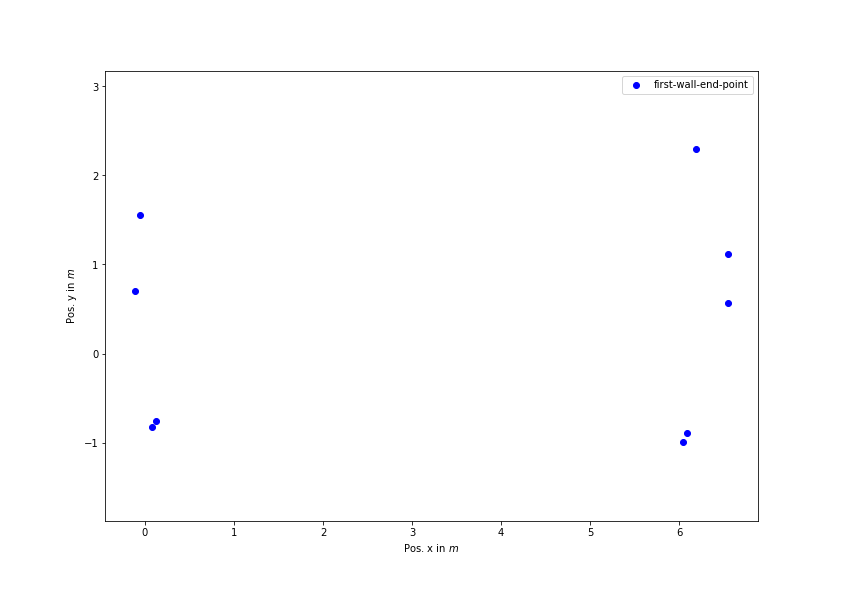 first-wall-end-point
3
2
1
0
−1
Pos. y in m
0 1 2 3 4 5 6
Pos. x in m